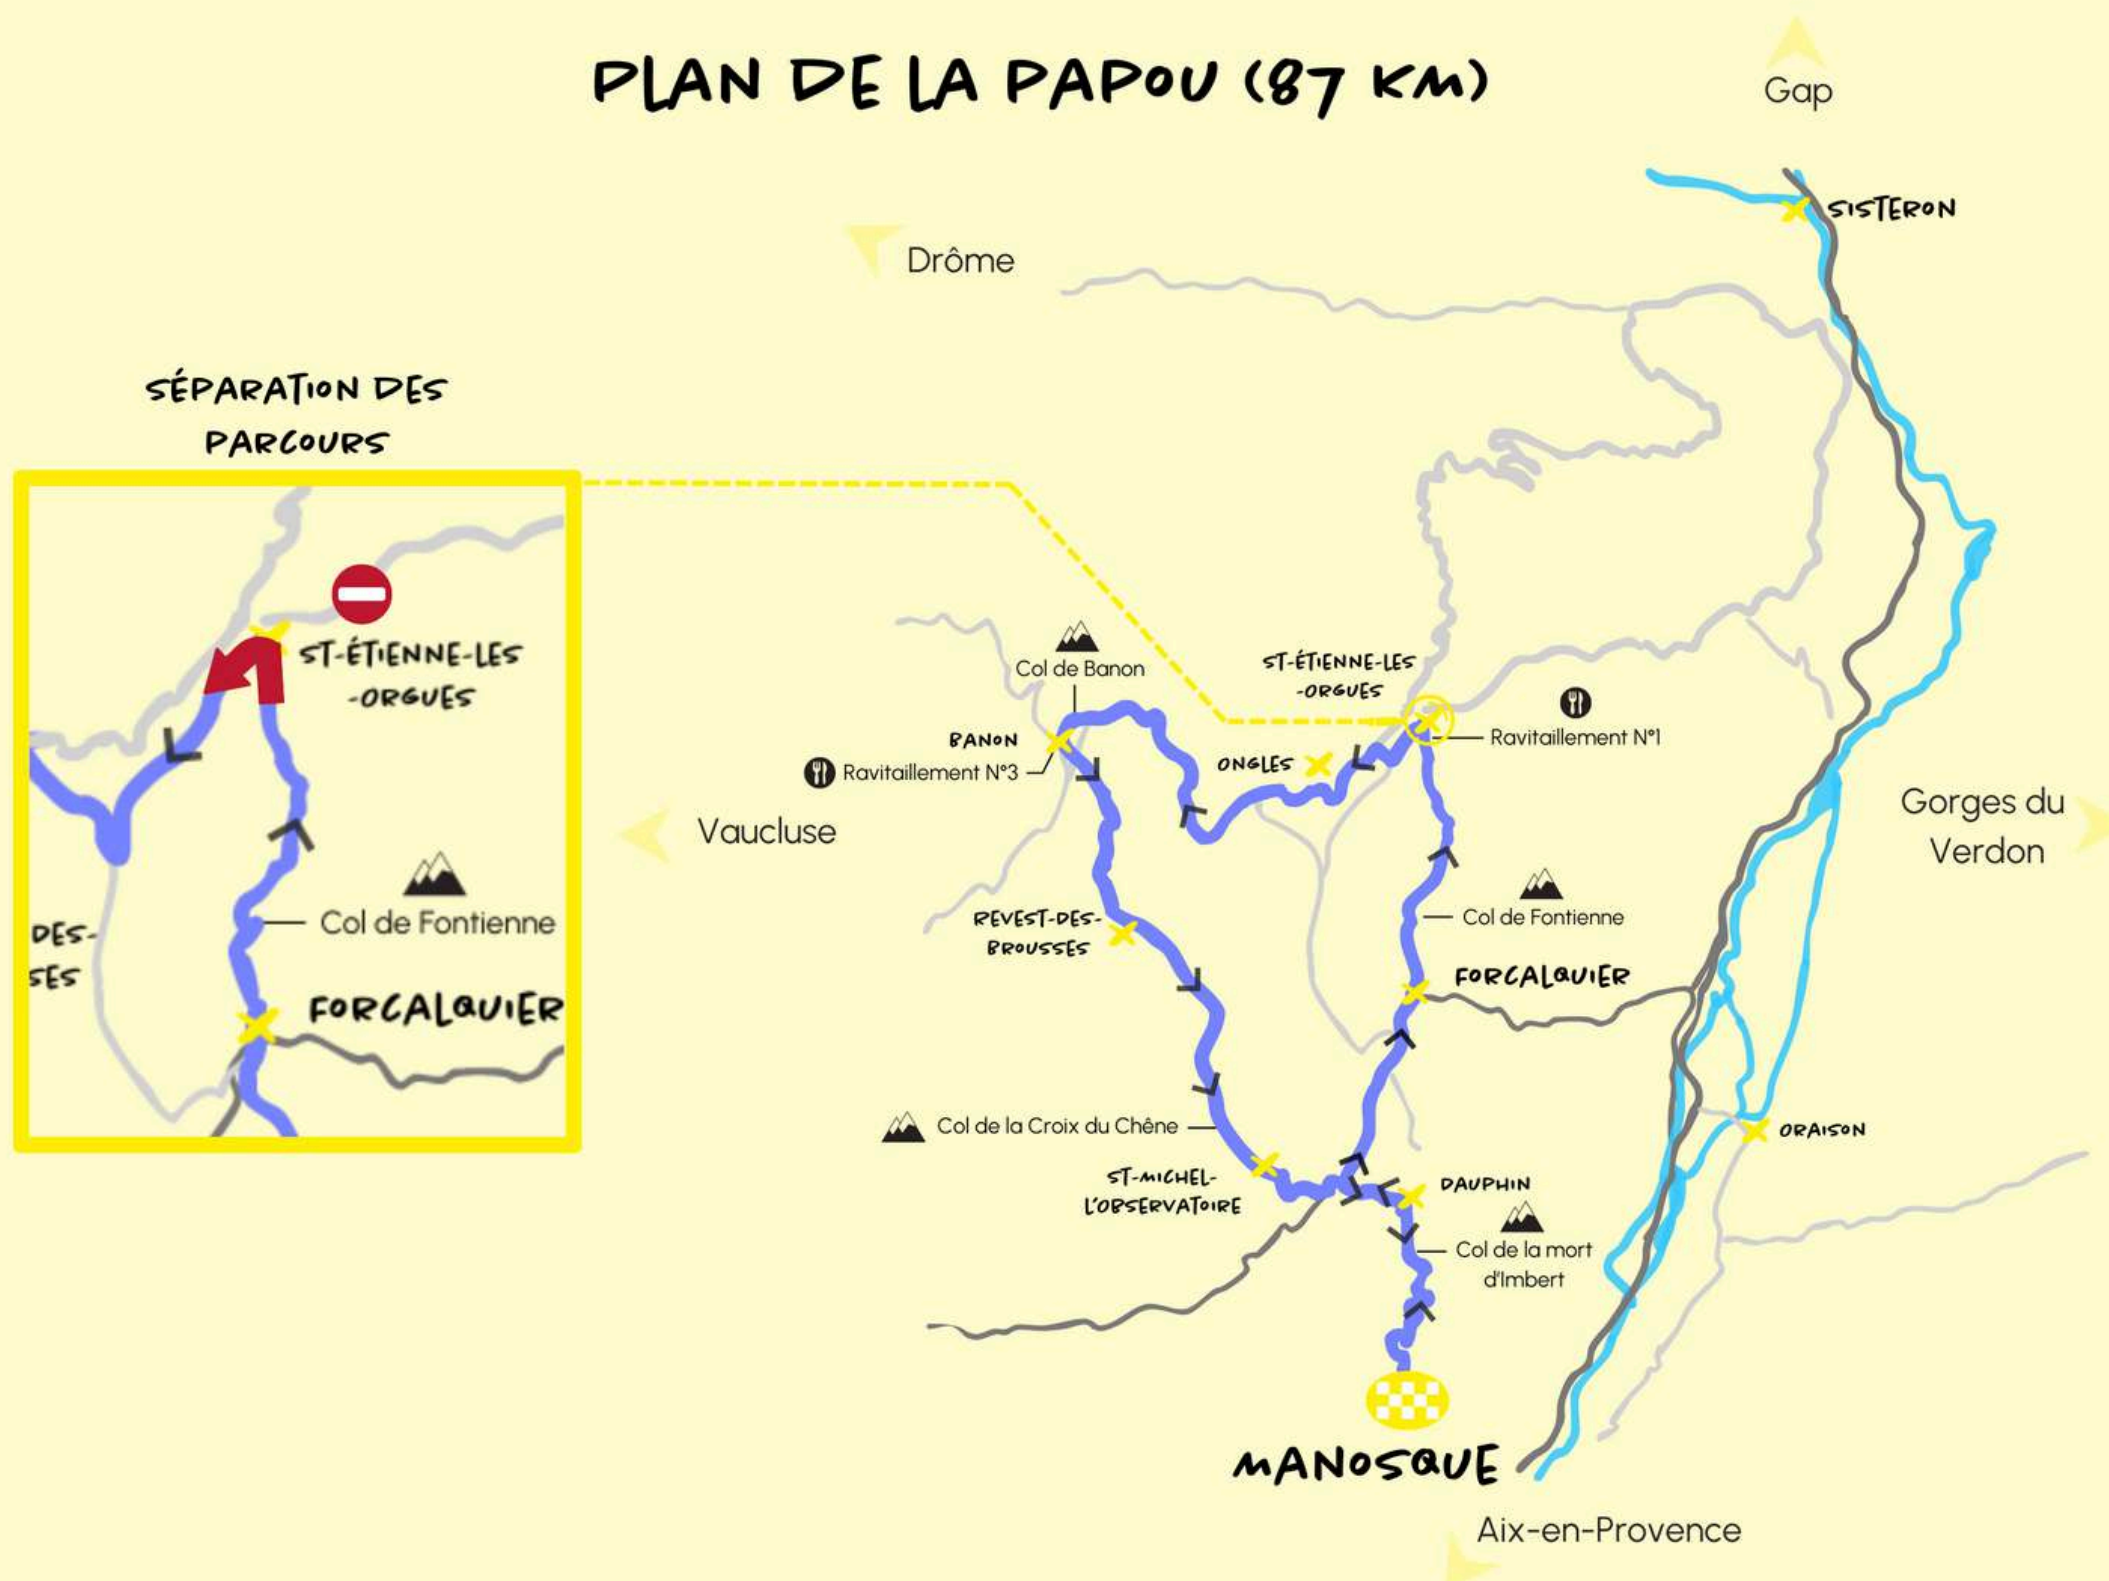 PLAN DE LA PAPOU (87 KM)
Gap
SISTERON
Drôme
SÉPARATION DES
PARCOURS
ST-ÉTIENNE-LES
-ORGUES
Col de Fontienne
DES-
SES
FORCALQUIER
Col de Banon
BANON
Ravitaillement N°3
Vaucluse
ST-ÉTIENNE-LES
-ORGUES
Ravitaillement N°1
ONGLES
Gorges du
Verdon
REVEST-DES-
BROUSSES
Col de Fontienne
FORCALQUIER
Col de la Croix du Chêne
ORAISON
ST-MICHEL-
L'OBSERVATOIRE
DAUPHIN
Col de la mort
d'Imbert
MANOSQUE
Aix-en-Provence